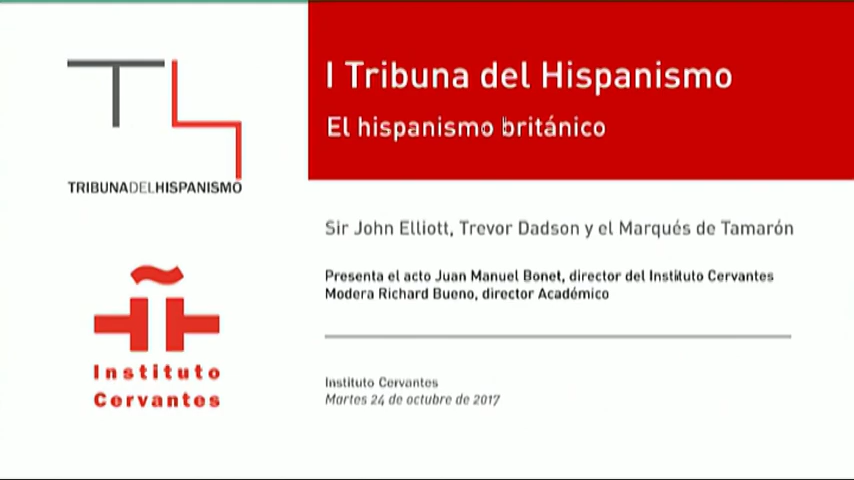 I Tribuna del Hispanismo
El hispanismo británico
TRIBUNADELHISPANISMO
Sir John Elliott, Trevor Dadson y el Marqués de Tamarón
Presenta el acto Juan Manuel Bonet, director del Instituto Cervantes
Modera Richard Bueno, director Académico
Instituto
Cervantes
Instituto Cervantes
Martes 24 de octubre de 2017